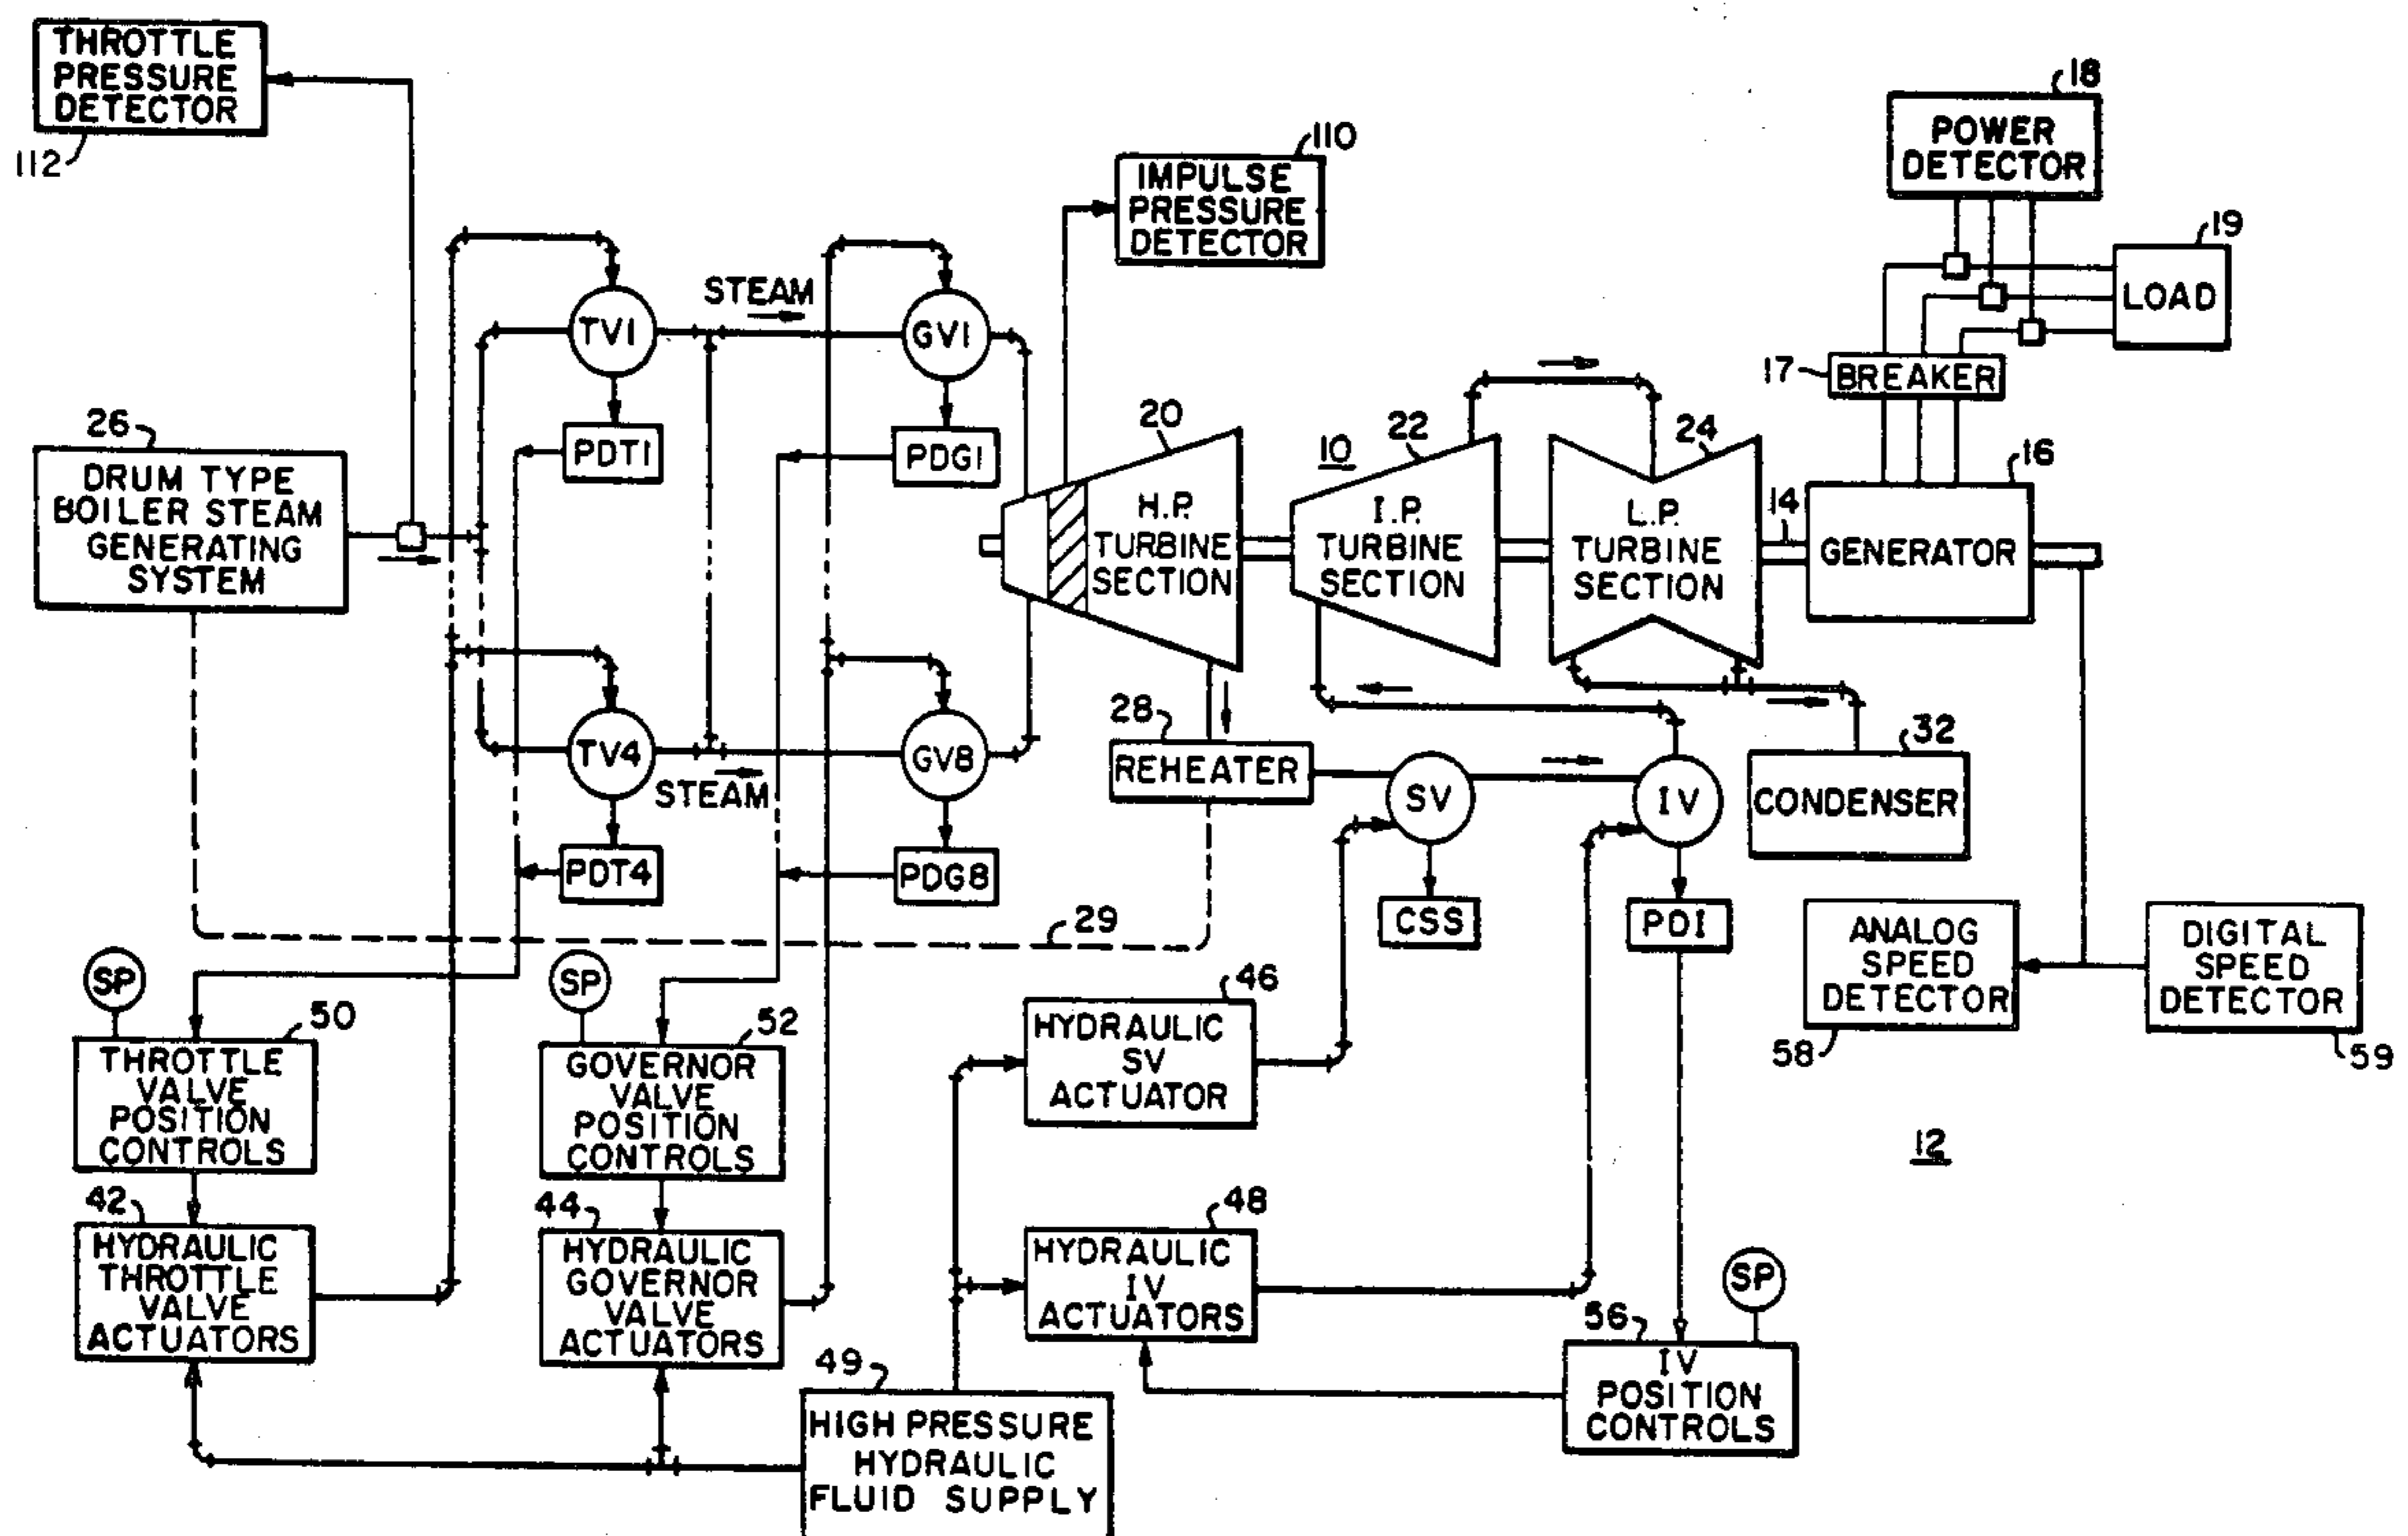 THROTTLE
PRESSURE
DETECTOR
112
18
POWER
DETECTOR
110
IMPULSE
PRESSURE
DETECTOR
19
LOAD
STEAM
TV1
GV1
17
BREAKER
26
DRUM TYPE
BOILER STEAM
GENERATING
SYSTEM
PDT1
PDG1
20
H.P.
TURBINE
SECTION
10
22
I.P.
TURBINE
SECTION
24
L.P.
TURBINE
SECTION
14
16
GENERATOR
TV4
STEAM
GV8
28
REHEATER
SV
IV
32
CONDENSER
PDT4
PDG8
CSS
PDI
29
ANALOG
SPEED
DETECTOR
58
DIGITAL
SPEED
DETECTOR
59
SP
50
THROTTLE
VALVE
POSITION
CONTROLS
SP
52
GOVERNOR
VALVE
POSITION
CONTROLS
46
HYDRAULIC
SV
ACTUATOR
12
42
HYDRAULIC
THROTTLE
VALVE
ACTUATORS
44
HYDRAULIC
GOVERNOR
VALVE
ACTUATORS
48
HYDRAULIC
IV
ACTUATORS
SP
56
IV
POSITION
CONTROLS
49
HIGH PRESSURE
HYDRAULIC
FLUID SUPPLY